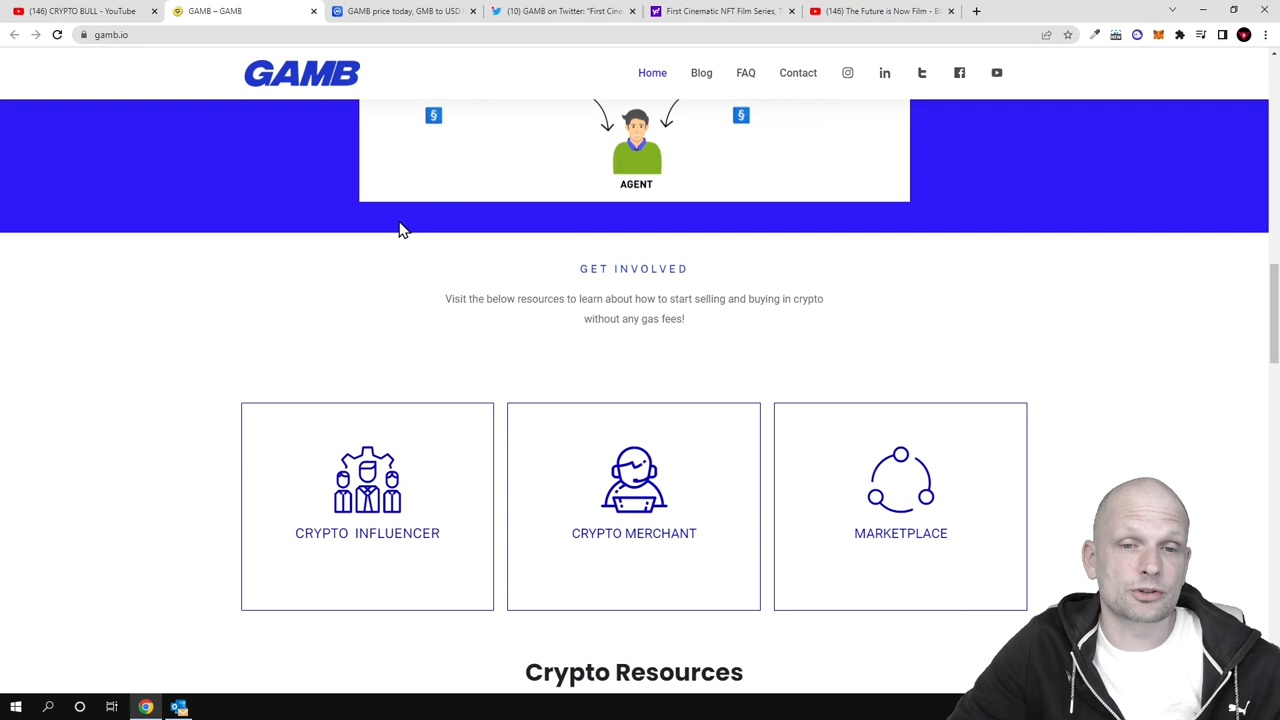 (146) CRYPTO BULL - YouTube
GAMB – GAMB
GAMB price today, GMB to USD l
(10) GAMB on Twitter: "First Cine
First Cinematic NFT Film Series, T
(146) The Future is Now Film - Bl
gamb.io
GAMB
Home
Blog
FAQ
Contact
§
§
AGENT
GET INVOLVED
Visit the below resources to learn about how to start selling and buying in crypto
without any gas fees!
CRYPTO INFLUENCER
CRYPTO MERCHANT
MARKETPLACE
Crypto Resources